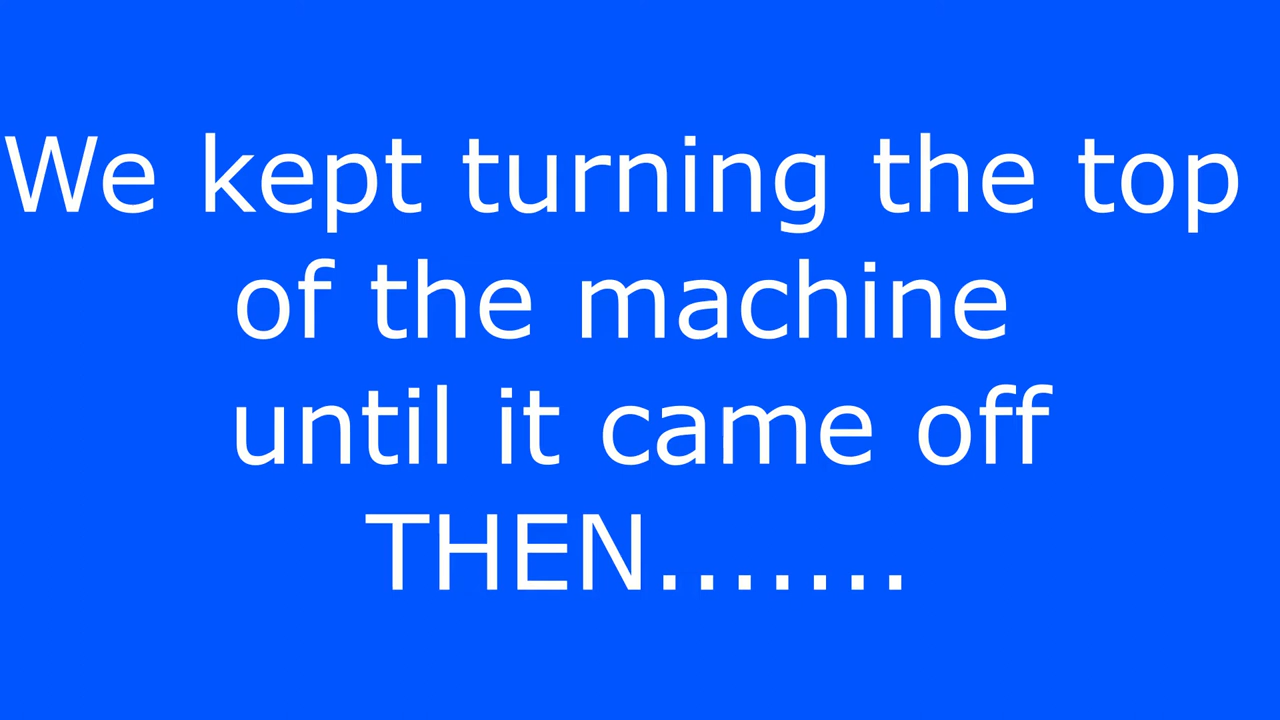 We kept turning the top
of the machine
until it came off
THEN.......